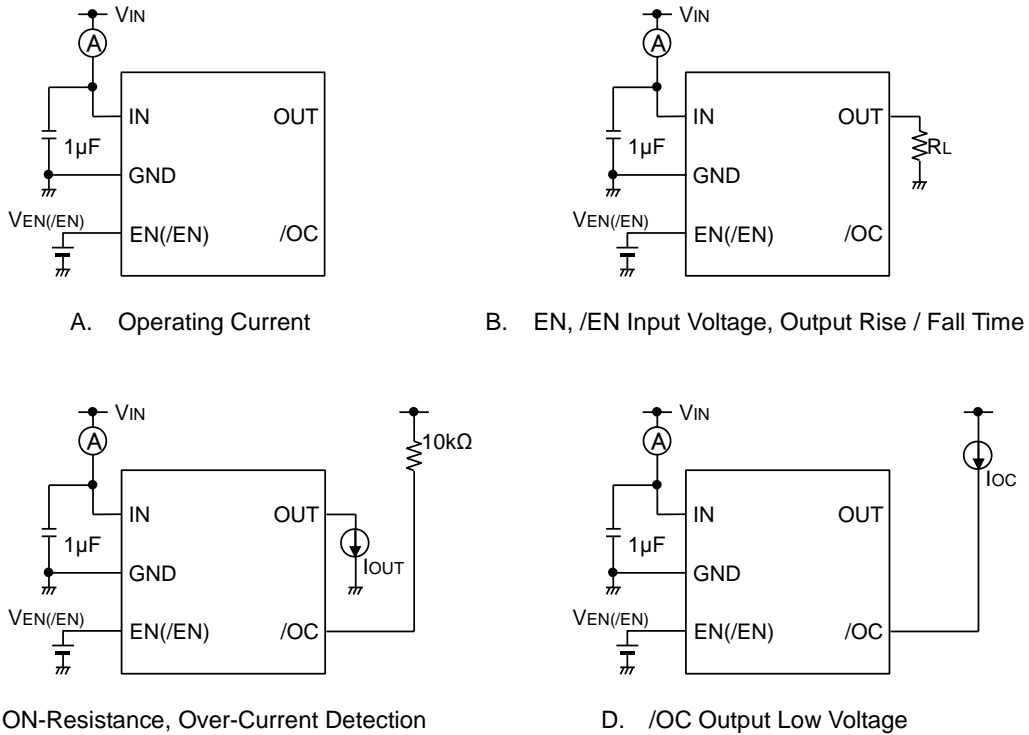 VIN
A
IN OUT
1µF
GND
VEN(/EN)
EN(/EN) /OC
A. Operating Current
VIN
A
IN OUT
1µF
RL
GND
VEN(/EN)
EN(/EN) /OC
B. EN, /EN Input Voltage, Output Rise / Fall Time
VIN
A
10kΩ
IN OUT
1µF
IOUT
GND
VEN(/EN)
EN(/EN) /OC
ON-Resistance, Over-Current Detection
VIN
A
IOC
IN OUT
1µF
GND
VEN(/EN)
EN(/EN) /OC
D. /OC Output Low Voltage